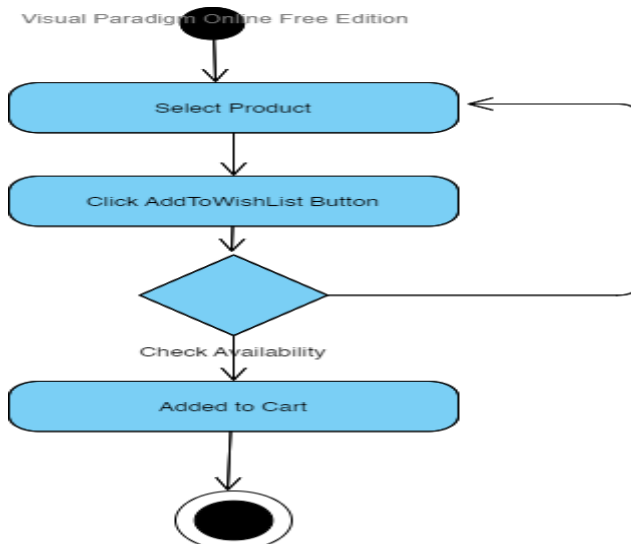 Visual Paradigm Online Free Edition
Select Product
Click AddToWishList Button
Check Availability
Added to Cart